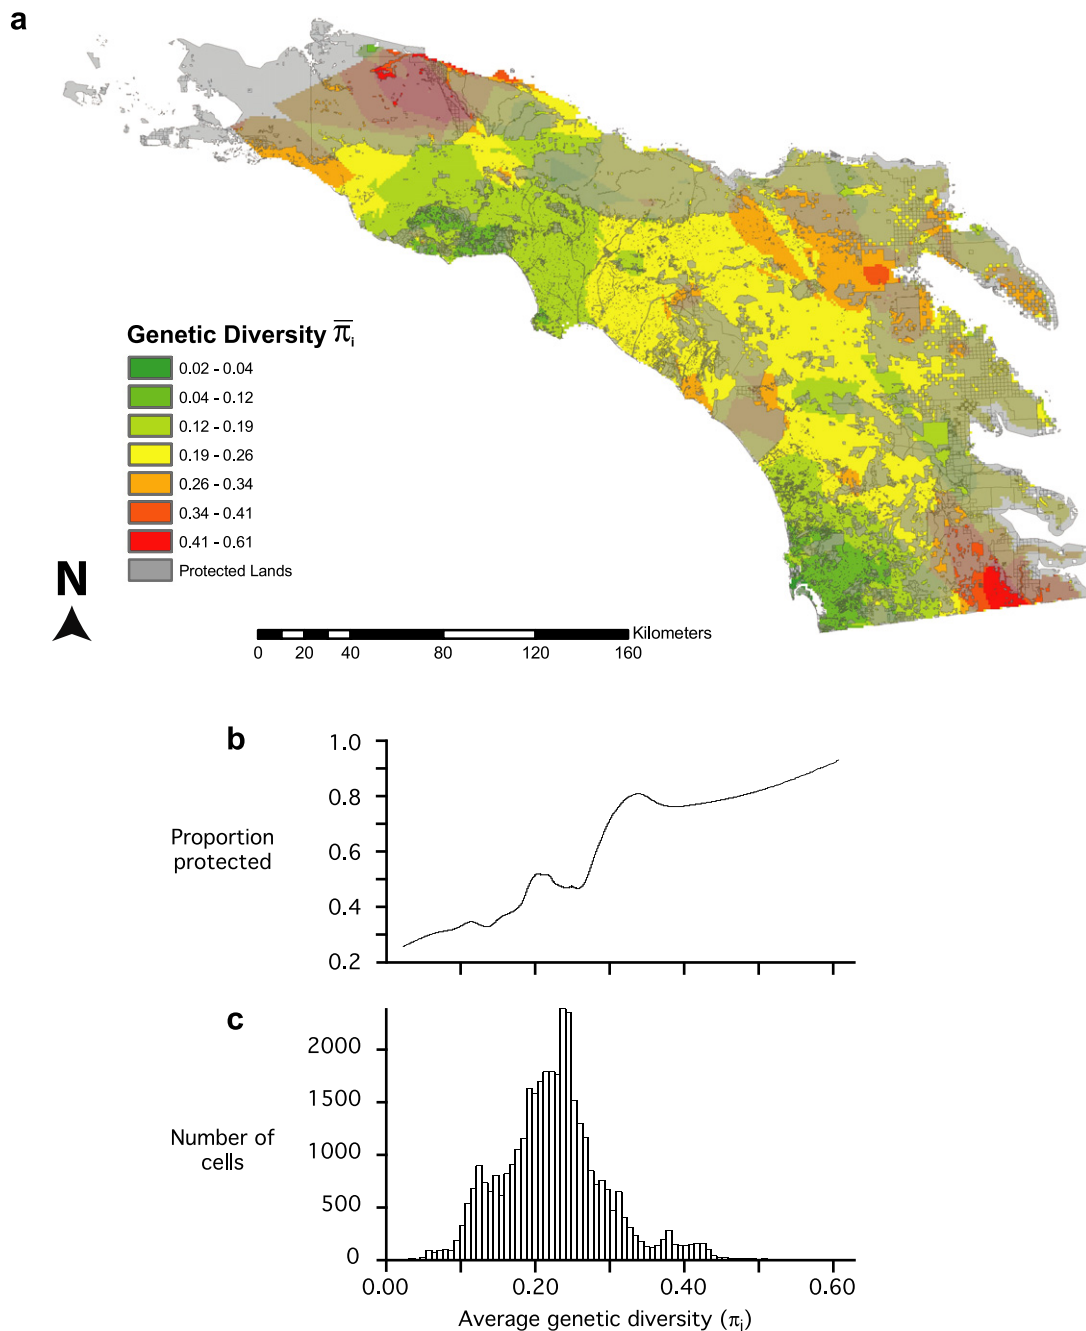 a
Genetic Diversity π̅ᵢ
0.02 - 0.04
0.04 - 0.12
0.12 - 0.19
0.19 - 0.26
0.26 - 0.34
0.34 - 0.41
0.41 - 0.61
Protected Lands
N
Kilometers
0 20 40 80 120 160
b
1.0
0.8
0.6
0.4
0.2
Proportion
protected
c
2000
1500
1000
500
0
Number of
cells
0.00 0.20 0.40 0.60
Average genetic diversity (πᵢ)